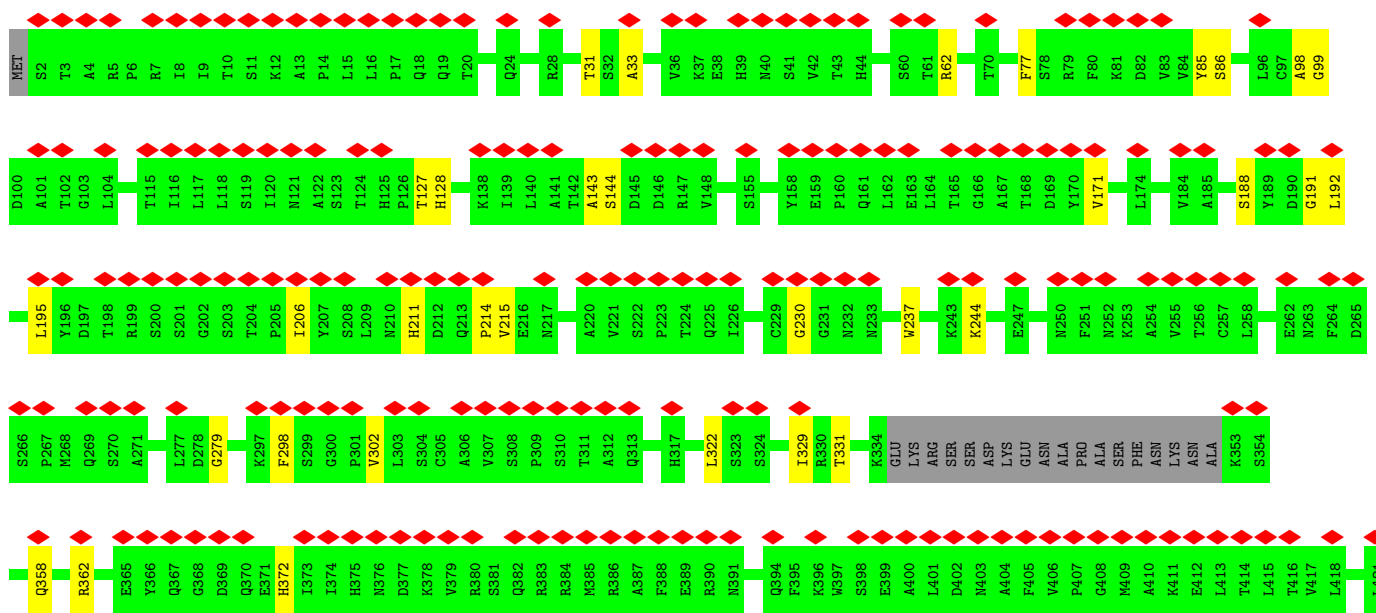 MET S2 T3 A4 R5 P6 R7 I8 I9 T10 S11 K12 A13 P14 L15 L16 P17 Q18 Q19 T20 Q24 R28 T31 S32 A33 V36 K37 E38 H39 N40 S41 V42 T43 H44 S60 T61 R62 T70 F77 S78 R79 F80 K81 D82 V83 V84 Y85 S86 L96 C97 A98 G99
D100 A101 T102 G103 L104 T115 I116 L117 L118 S119 I120 N121 A122 S123 T124 H125 P126 T127 H128 K138 I139 L140 A141 T142 A143 S144 D145 D146 R147 V148 S155 Y158 E159 P160 Q161 L162 E163 L164 T165 G166 A167 T168 D169 Y170 V171 L174 V184 A185 S188 Y189 D190 G191 L192
L195 Y196 D197 T198 R199 S200 S201 G202 S203 T204 P205 I206 Y207 S208 L209 N210 H211 D212 Q213 P214 V215 E216 N217 A220 V221 S222 P223 T224 Q225 I226 C229 G230 G231 N232 N233 W237 K243 K244 E247 N250 F251 N252 K253 A254 V255 T256 C257 L258 E262 N263 F264 D265
S266 P267 M268 Q269 S270 A271 L277 D278 G279 K297 F298 S299 G300 P301 V302 L303 S304 C305 A306 V307 S308 P309 S310 T311 A312 Q313 H317 L322 S323 S324 I329 R330 T331 K334 GLU LYS ARG SER SER ASP LYS GLU ASN ALA PRO ALA SER PHE ASN LYS ASN ALA K353 S354
Q358 R362 E365 Y366 Q367 G368 D369 Q370 E371 H372 I373 I374 H375 N376 D377 K378 V379 R380 S381 Q382 R383 R384 M385 R386 A387 F388 E389 R390 N391 Q394 F395 K396 W397 S398 E399 A400 L401 D402 N403 A404 F405 V406 P407 G408 M409 A410 K411 E412 L413 T414 L415 T416 V417 L418